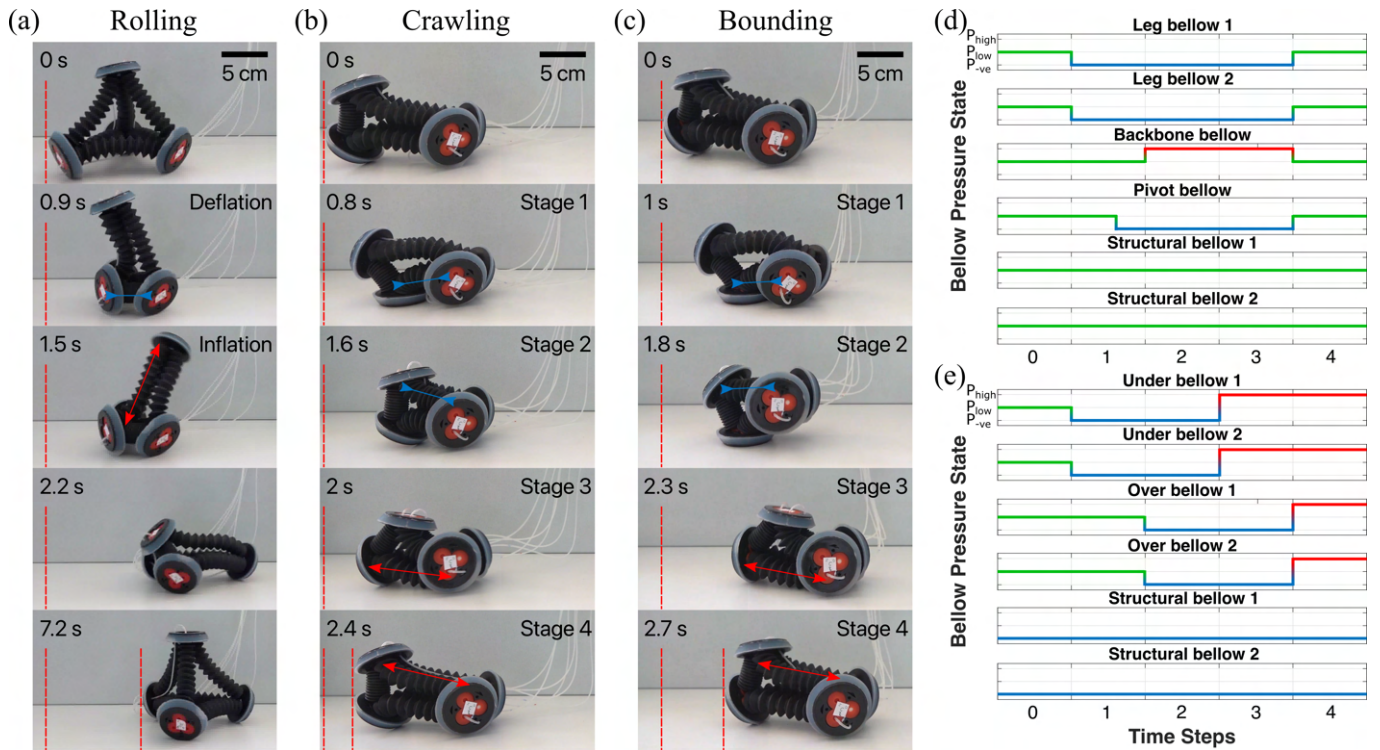 (a) Rolling
0 s
5 cm
0.9 s Deflation
1.5 s Inflation
2.2 s
7.2 s
(b) Crawling
0 s
5 cm
0.8 s Stage 1
1.6 s Stage 2
2 s Stage 3
2.4 s Stage 4
(c) Bounding
0 s
5 cm
1 s Stage 1
1.8 s Stage 2
2.3 s Stage 3
2.7 s Stage 4
(d)
Bellow Pressure State
Leg bellow 1
Phigh
Plow
P-ve
Leg bellow 2
Backbone bellow
Pivot bellow
Structural bellow 1
Structural bellow 2
0 1 2 3 4
(e)
Bellow Pressure State
Under bellow 1
Phigh
Plow
P-ve
Under bellow 2
Over bellow 1
Over bellow 2
Structural bellow 1
Structural bellow 2
0 1 2 3 4
Time Steps